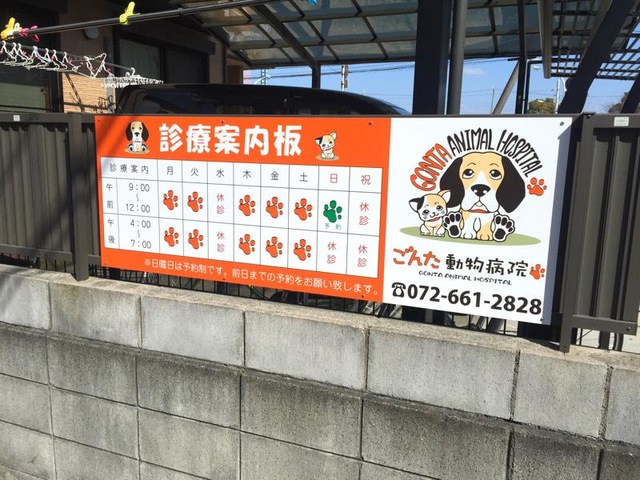 診療案内板
診療案内 月 火 水 木 金 土 日 祝
午前 9:00〜12:00 休診 予約 休診
午後 4:00〜7:00 休診 休診 休診
※日曜日は予約制です。前日までの予約をお願い致します。
GONTA ANIMAL HOSPITAL
ごんた動物病院
GONTA ANIMAL HOSPITAL
☎072-661-2828